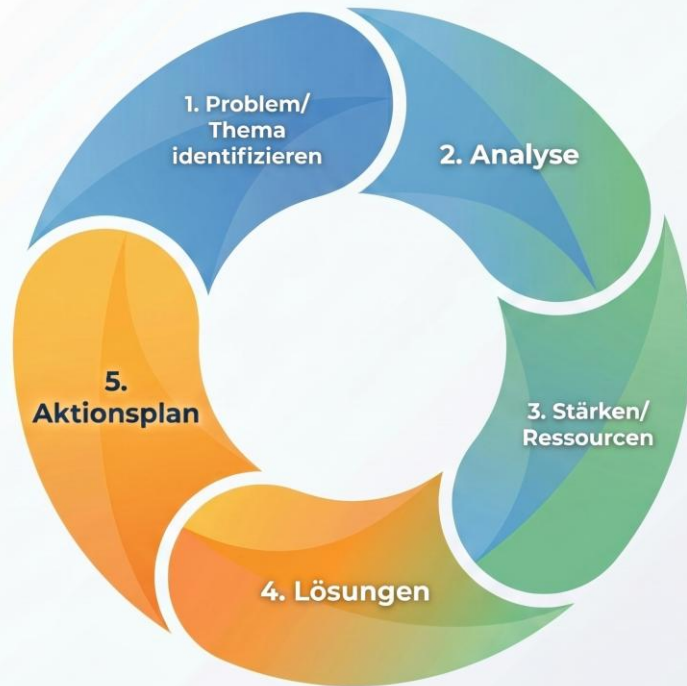 1. Problem/
Thema
identifizieren
2. Analyse
3. Stärken/
Ressourcen
4. Lösungen
5.
Aktionsplan